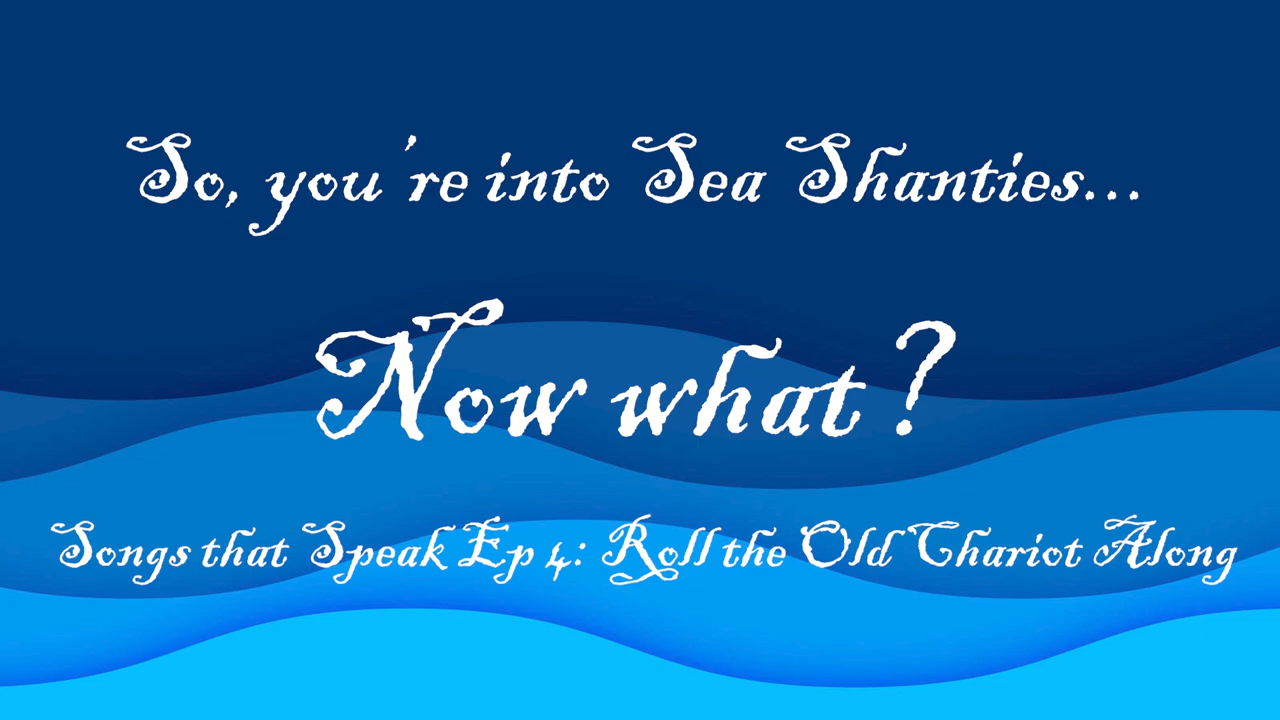 So, you're into Sea Shanties...
Now what?
Songs that Speak Ep 4: Roll the Old Chariot Along